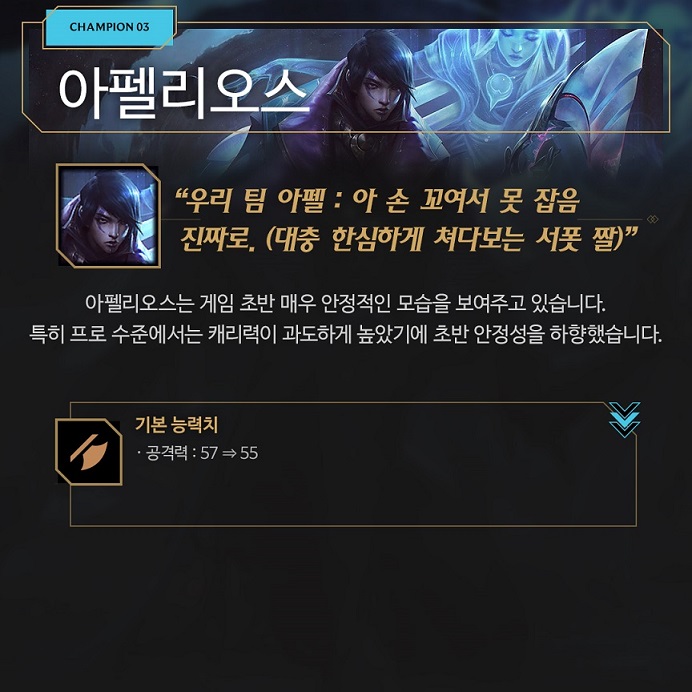 CHAMPION 03
아펠리오스
“우리 팀 아펠 : 아 손 꼬여서 못 잡음
진짜로. (대충 한심하게 쳐다보는 서폿 짤)”
아펠리오스는 게임 초반 매우 안정적인 모습을 보여주고 있습니다.
특히 프로 수준에서는 캐리력이 과도하게 높았기에 초반 안정성을 하향했습니다.
기본 능력치
· 공격력 : 57 ⇒ 55